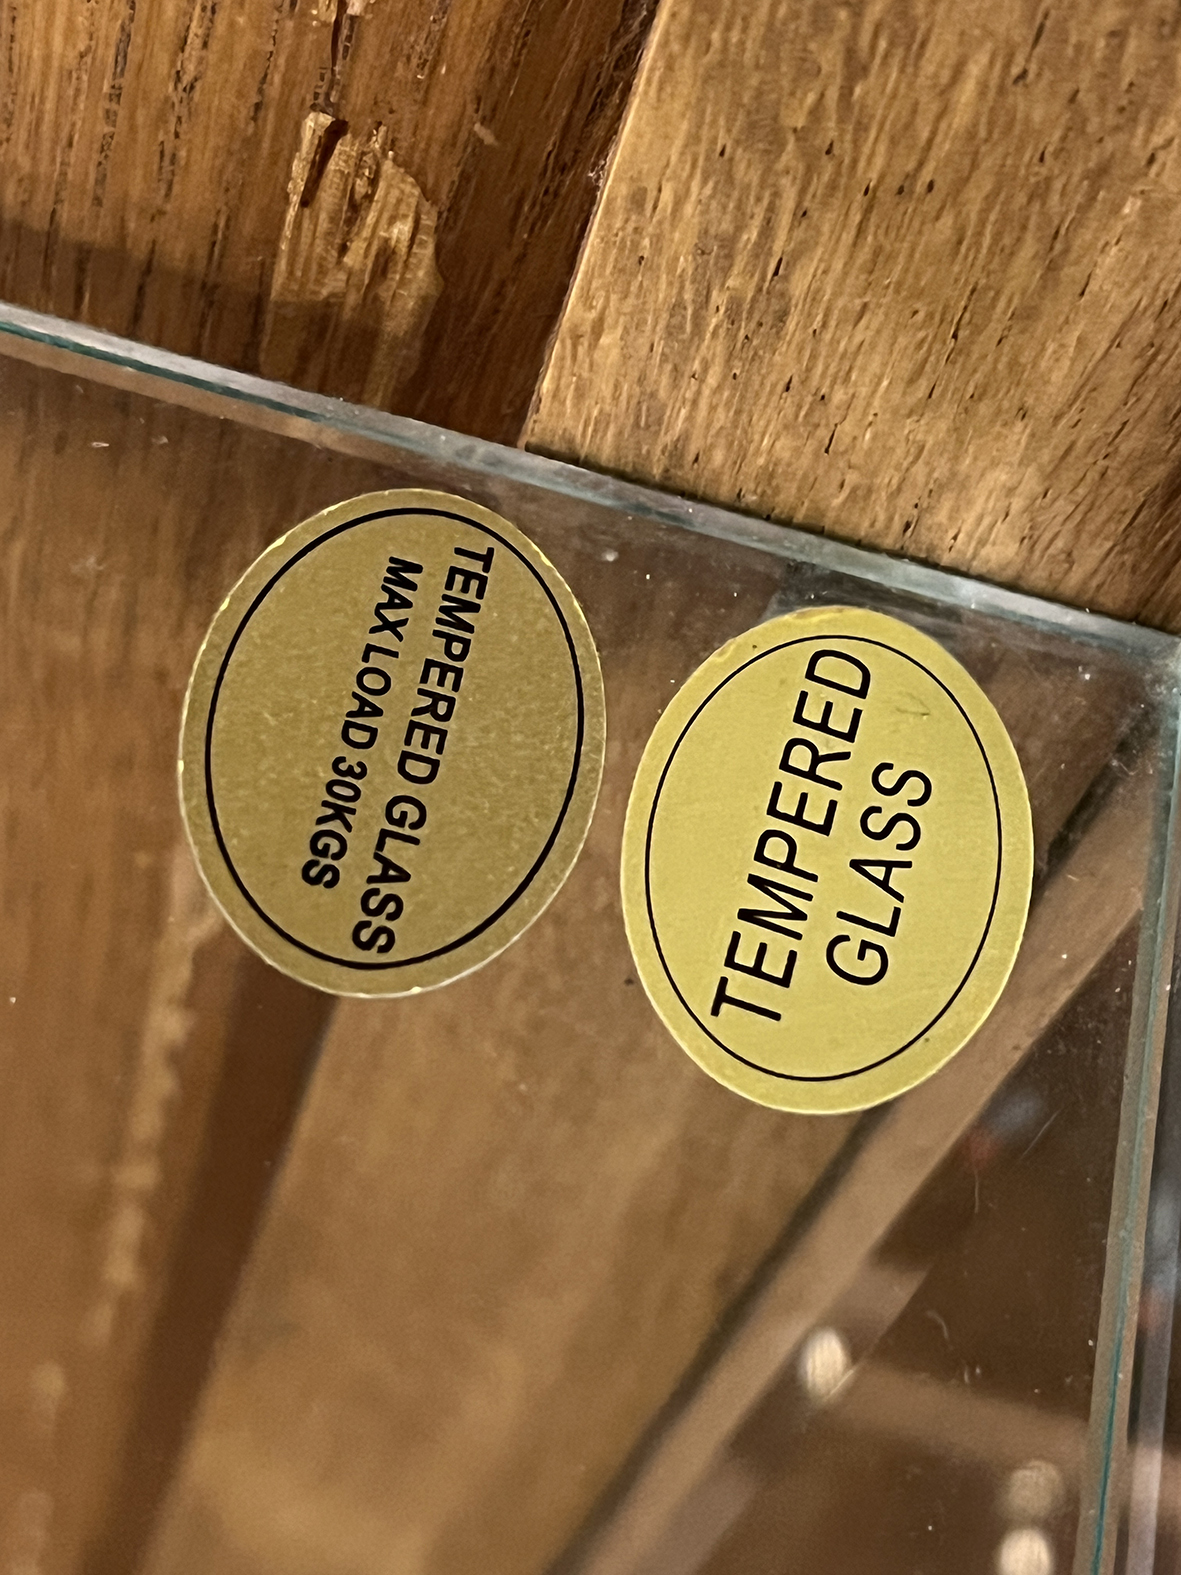 TEMPERED GLASS
MAX LOAD 30KGS
TEMPERED
GLASS